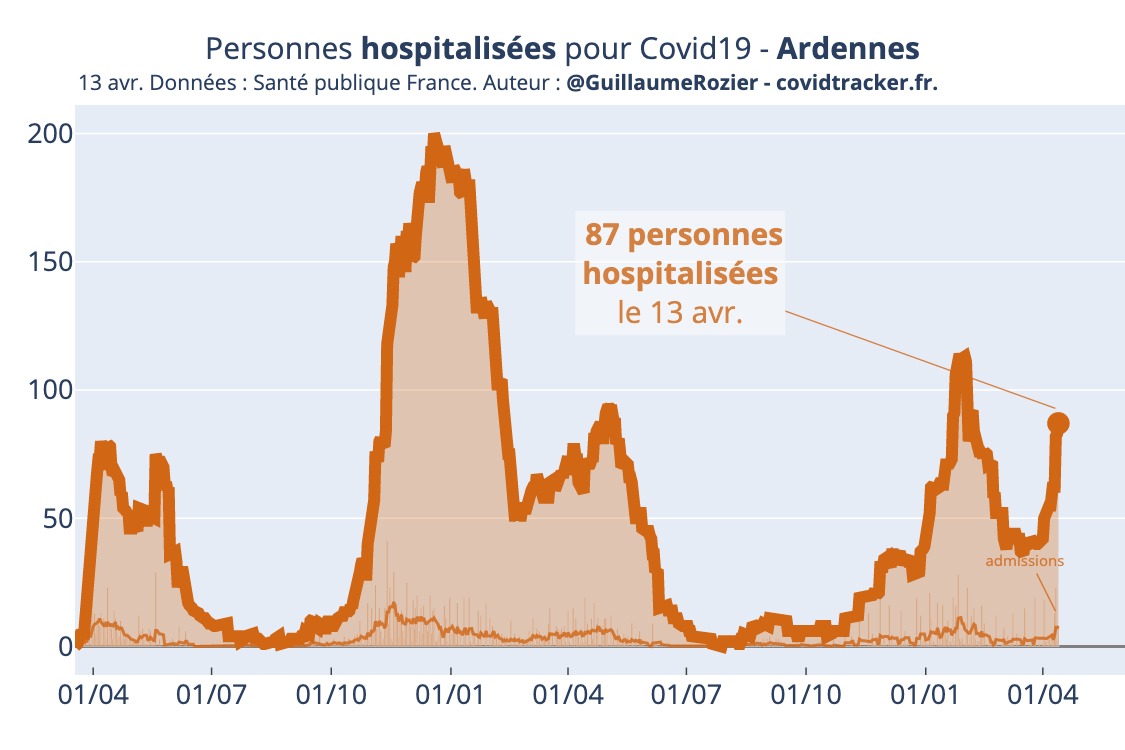 Personnes hospitalisées pour Covid19 - Ardennes
13 avr. Données : Santé publique France. Auteur : @GuillaumeRozier - covidtracker.fr.
200
150
100
50
0
87 personnes
hospitalisées
le 13 avr.
admissions
01/04 01/07 01/10 01/01 01/04 01/07 01/10 01/01 01/04